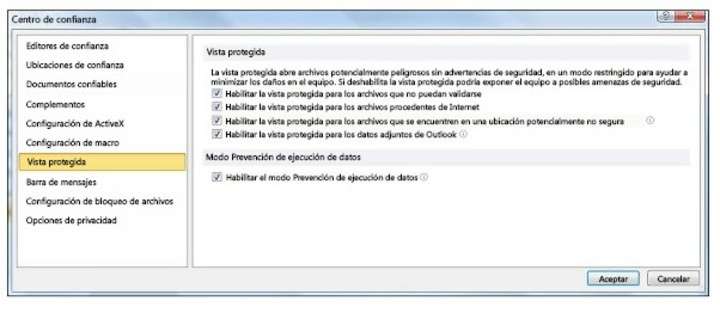 Centro de confianza
Editores de confianza
Ubicaciones de confianza
Documentos confiables
Complementos
Configuración de ActiveX
Configuración de macro
Vista protegida
Barra de mensajes
Configuración de bloqueo de archivos
Opciones de privacidad
Vista protegida
La vista protegida abre archivos potencialmente peligrosos sin advertencias de seguridad, en un modo restringido para ayudar a
minimizar los daños en el equipo. Si deshabilita la vista protegida podría exponer el equipo a posibles amenazas de seguridad.
Habilitar la vista protegida para los archivos que no puedan validarse
Habilitar la vista protegida para los archivos procedentes de Internet
Habilitar la vista protegida para los archivos que se encuentren en una ubicación potencialmente no segura
Habilitar la vista protegida para los datos adjuntos de Outlook
Modo Prevención de ejecución de datos
Habilitar el modo Prevención de ejecución de datos
Aceptar
Cancelar